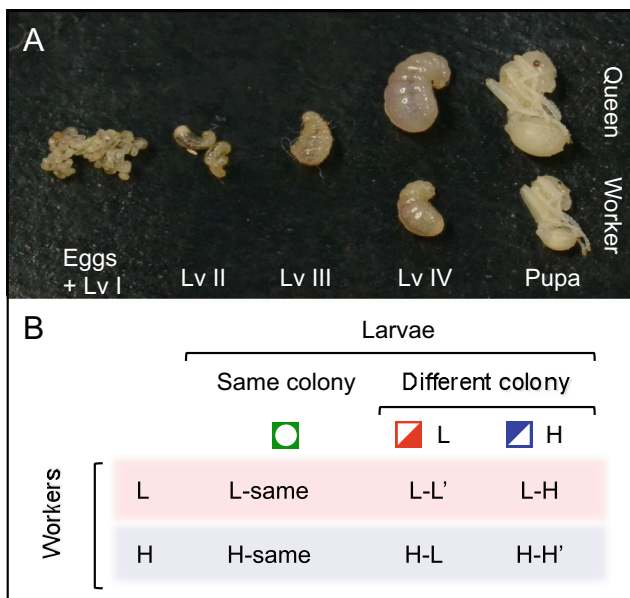 A
Queen
Worker
Eggs
+ Lv I
Lv II
Lv III
Lv IV
Pupa
B
Larvae
Same colony
Different colony
L
H
Workers
L
L-same
L-L’
L-H
H
H-same
H-L
H-H’